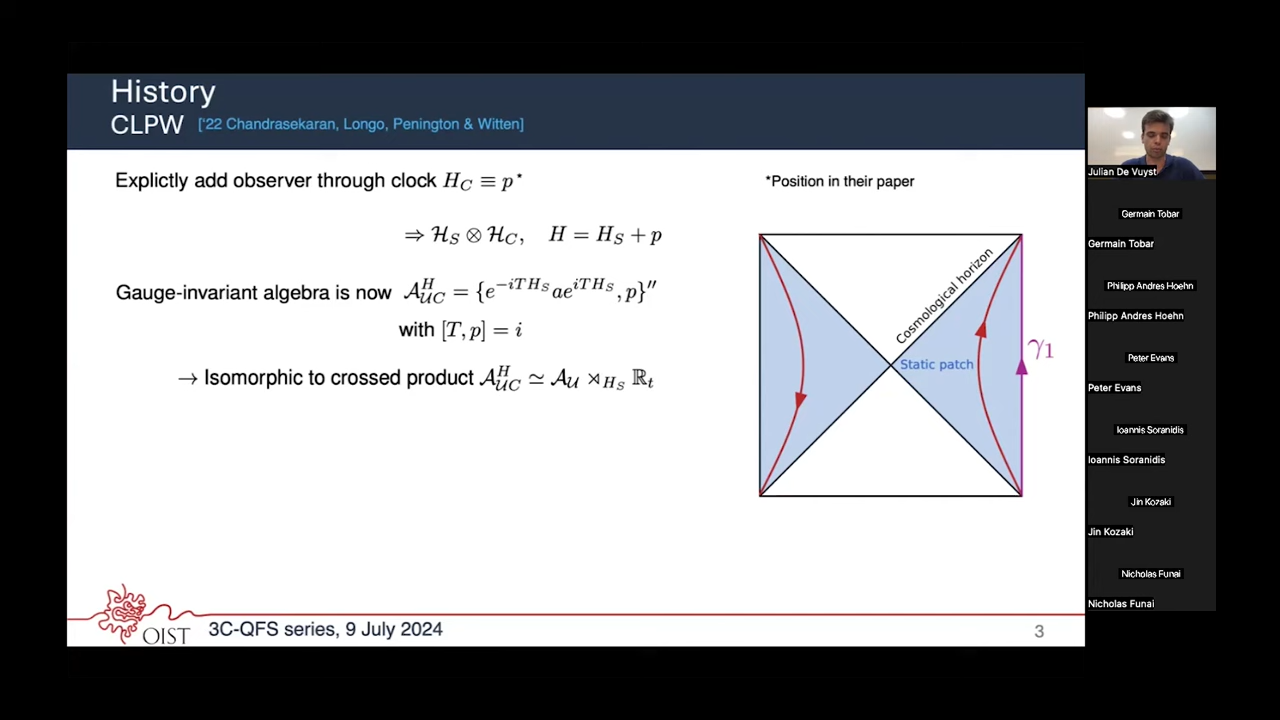 History
CLPW ['22 Chandrasekaran, Longo, Penington & Witten]
Explictly add observer through clock H_C ≡ p*
*Position in their paper
⇒ ℋ_S ⊗ ℋ_C, H = H_S + p
Gauge-invariant algebra is now 𝒜^H_{𝒰C} = {e^{-iTH_S} a e^{iTH_S}, p}″
with [T, p] = i
→ Isomorphic to crossed product 𝒜^H_{𝒰C} ≃ 𝒜_𝒰 ⋊_{H_S} ℝ_t
Cosmological horizon
Static patch
γ₁
OIST
3C-QFS series, 9 July 2024
3
Julian De Vuyst
Germain Tobar
Germain Tobar
Philipp Andres Hoehn
Philipp Andres Hoehn
Peter Evans
Peter Evans
Ioannis Soranidis
Ioannis Soranidis
Jin Kozaki
Jin Kozaki
Nicholas Funai
Nicholas Funai